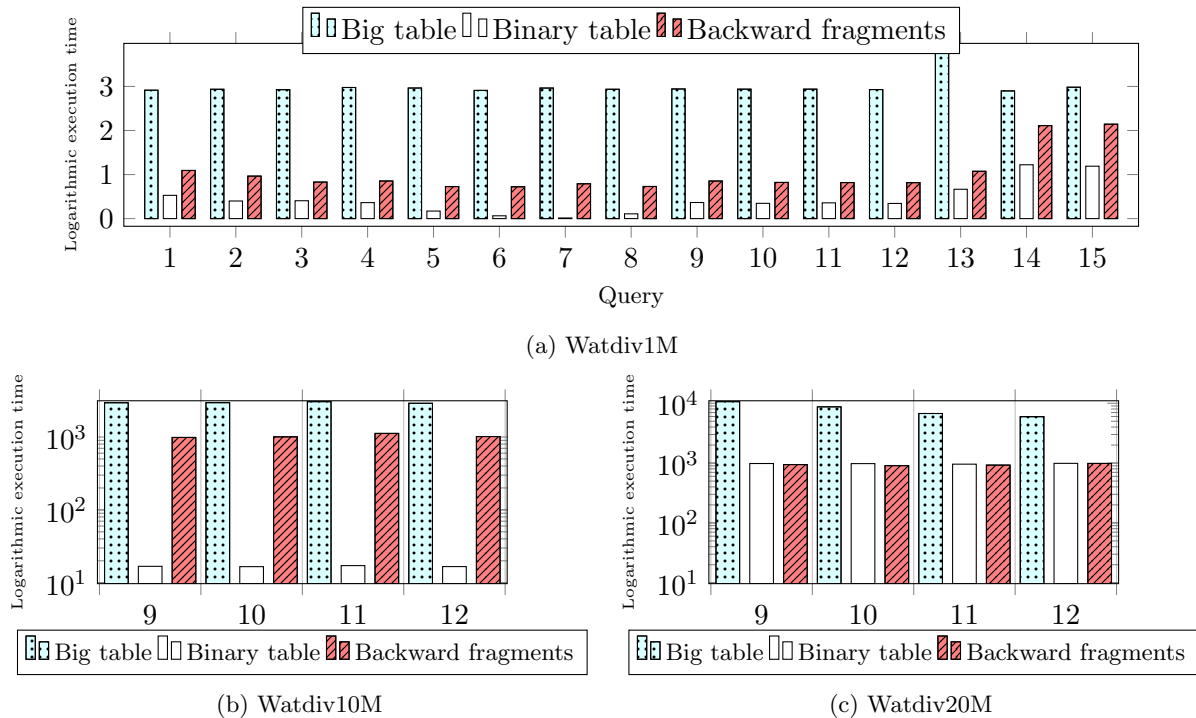 Big table Binary table Backward fragments
Logarithmic execution time
3
2
1
0
1 2 3 4 5 6 7 8 9 10 11 12 13 14 15
Query
(a) Watdiv1M
Logarithmic execution time
10^3
10^2
10^1
9 10 11 12
Big table Binary table Backward fragments
(b) Watdiv10M
Logarithmic execution time
10^4
10^3
10^2
10^1
9 10 11 12
Big table Binary table Backward fragments
(c) Watdiv20M